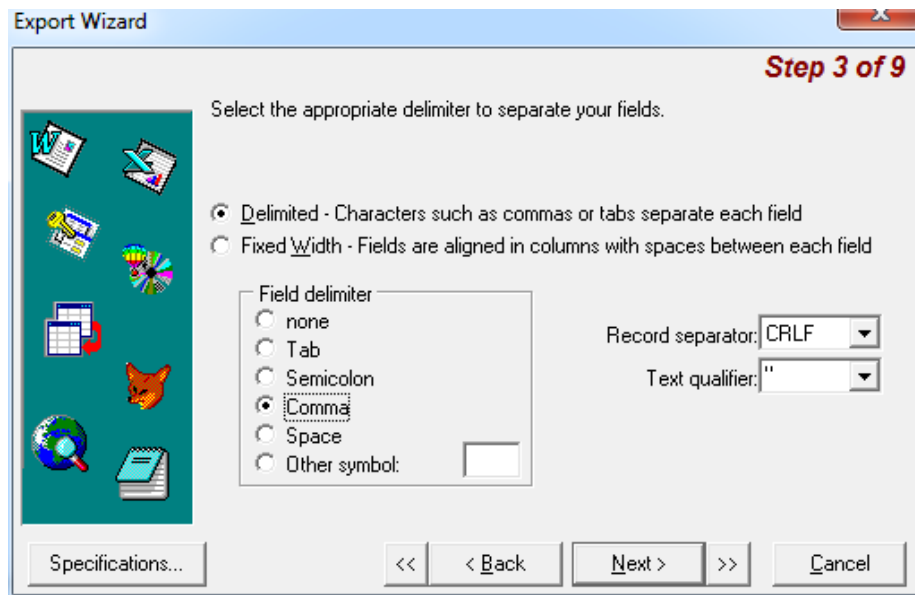 Export Wizard
Step 3 of 9
Select the appropriate delimiter to separate your fields.
Delimited - Characters such as commas or tabs separate each field
Fixed Width - Fields are aligned in columns with spaces between each field
Field delimiter
none
Tab
Semicolon
Comma
Space
Other symbol:
Record separator: CRLF
Text qualifier: "
Specifications...
<<
< Back
Next >
>>
Cancel